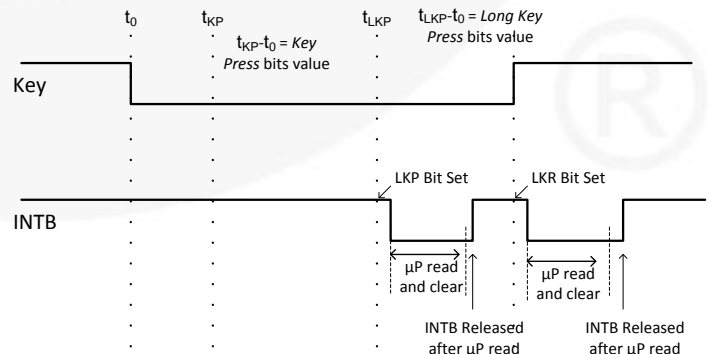 t0 tKP tLKP tLKP-t0 = Long Key
Press bits value
tKP-t0 = Key
Press bits value
Key
LKP Bit Set
LKR Bit Set
INTB
µP read
and clear
µP read
and clear
INTB Released
after µP read
INTB Released
after µP read
®